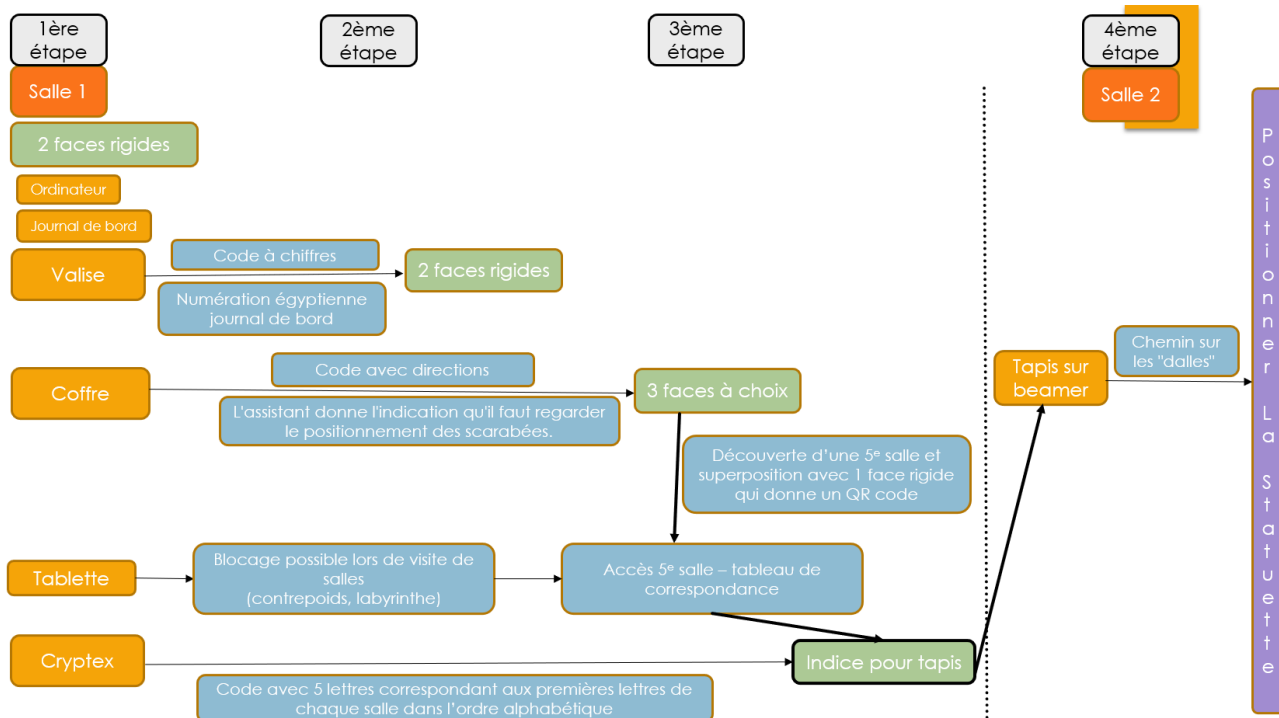 1ère
étape
2ème
étape
3ème
étape
4ème
étape
Salle 1
Salle 2
2 faces rigides
Ordinateur
Journal de bord
Valise
Code à chiffres
Numération égyptienne
journal de bord
2 faces rigides
Coffre
Code avec directions
L'assistant donne l'indication qu'il faut regarder
le positionnement des scarabées.
3 faces à choix
Découverte d'une 5e salle et
superposition avec 1 face rigide
qui donne un QR code
Tapis sur
beamer
Chemin sur
les "dalles"
Tablette
Blocage possible lors de visite de
salles
(contrepoids, labyrinthe)
Accès 5e salle – tableau de
correspondance
Cryptex
Code avec 5 lettres correspondant aux premières lettres de
chaque salle dans l'ordre alphabétique
Indice pour tapis
Positionner La Statuette